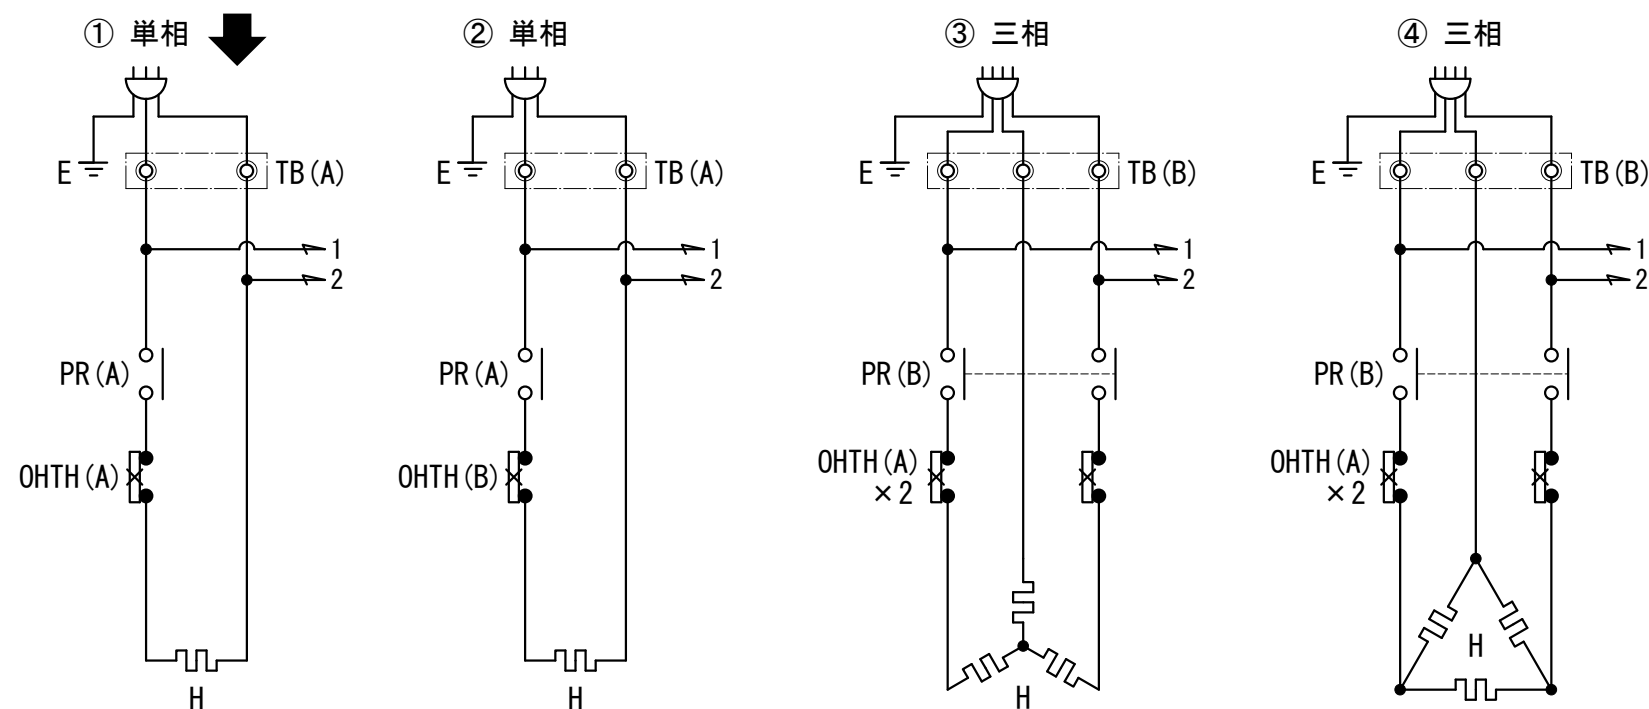 ① 単相
② 単相
③ 三相
④ 三相
E
TB(A)
E
TB(A)
E
TB(B)
E
TB(B)
1
1
1
1
2
2
2
2
PR(A)
PR(A)
PR(B)
PR(B)
OHTH(A)
OHTH(B)
OHTH(A)
×2
OHTH(A)
×2
H
H
H
H